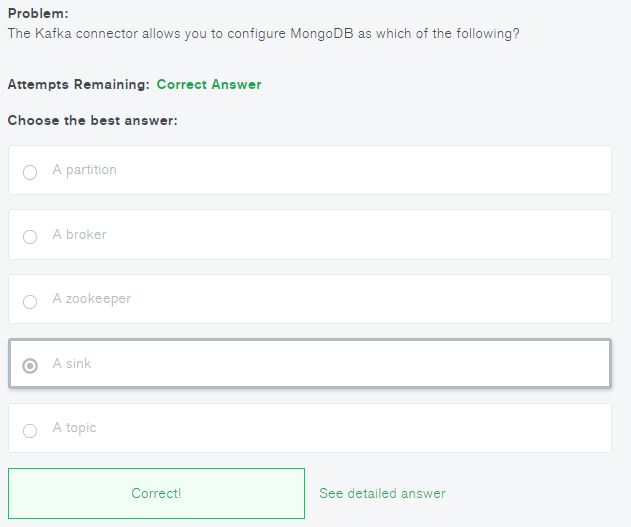 Problem:
The Kafka connector allows you to configure MongoDB as which of the following?
Attempts Remaining: Correct Answer
Choose the best answer:
A partition
A broker
A zookeeper
A sink
A topic
Correct! See detailed answer